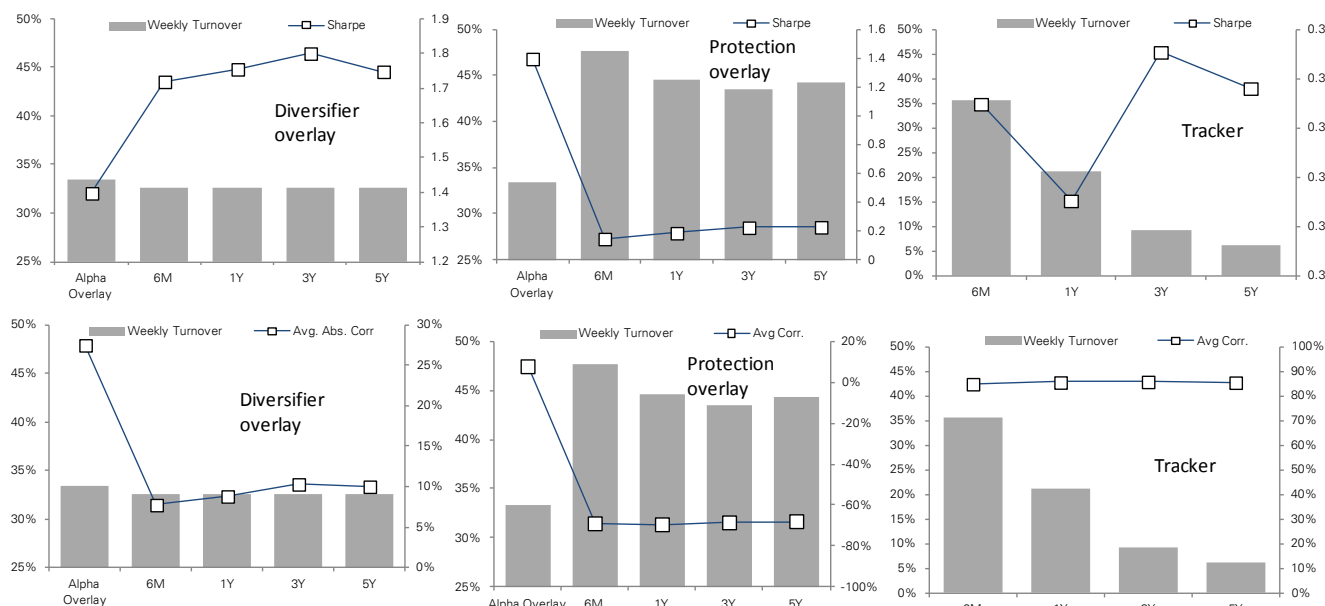 Weekly Turnover Sharpe
50% 1.9
45% 1.8
40% 1.7
1.6
35% 1.5
30% 1.4
1.3
25% 1.2
Diversifier
overlay
Alpha 6M 1Y 3Y 5Y
Overlay
Weekly Turnover Sharpe
50% 1.6
45% 1.4
1.2
40% 1
0.8
35% 0.6
0.4
30% 0.2
25% 0
Protection
overlay
Alpha 6M 1Y 3Y 5Y
Overlay
Weekly Turnover Sharpe
50% 0.3
45%
40% 0.3
35%
30% 0.3
25%
20% 0.3
15%
10% 0.3
5%
0% 0.3
Tracker
6M 1Y 3Y 5Y
Weekly Turnover Avg. Abs. Corr
50% 30%
45% 25%
40% 20%
15%
35% 10%
30% 5%
25% 0%
Diversifier
overlay
Alpha 6M 1Y 3Y 5Y
Overlay
Weekly Turnover Avg Corr.
50% 20%
45% 0%
-20%
40%
-40%
35% -60%
30% -80%
25% -100%
Protection
overlay
Alpha Overlay 6M 1Y 3Y 5Y
Weekly Turnover Avg Corr.
50% 100%
45% 90%
40% 80%
35% 70%
30% 60%
25% 50%
20% 40%
15% 30%
10% 20%
5% 10%
0% 0%
Tracker